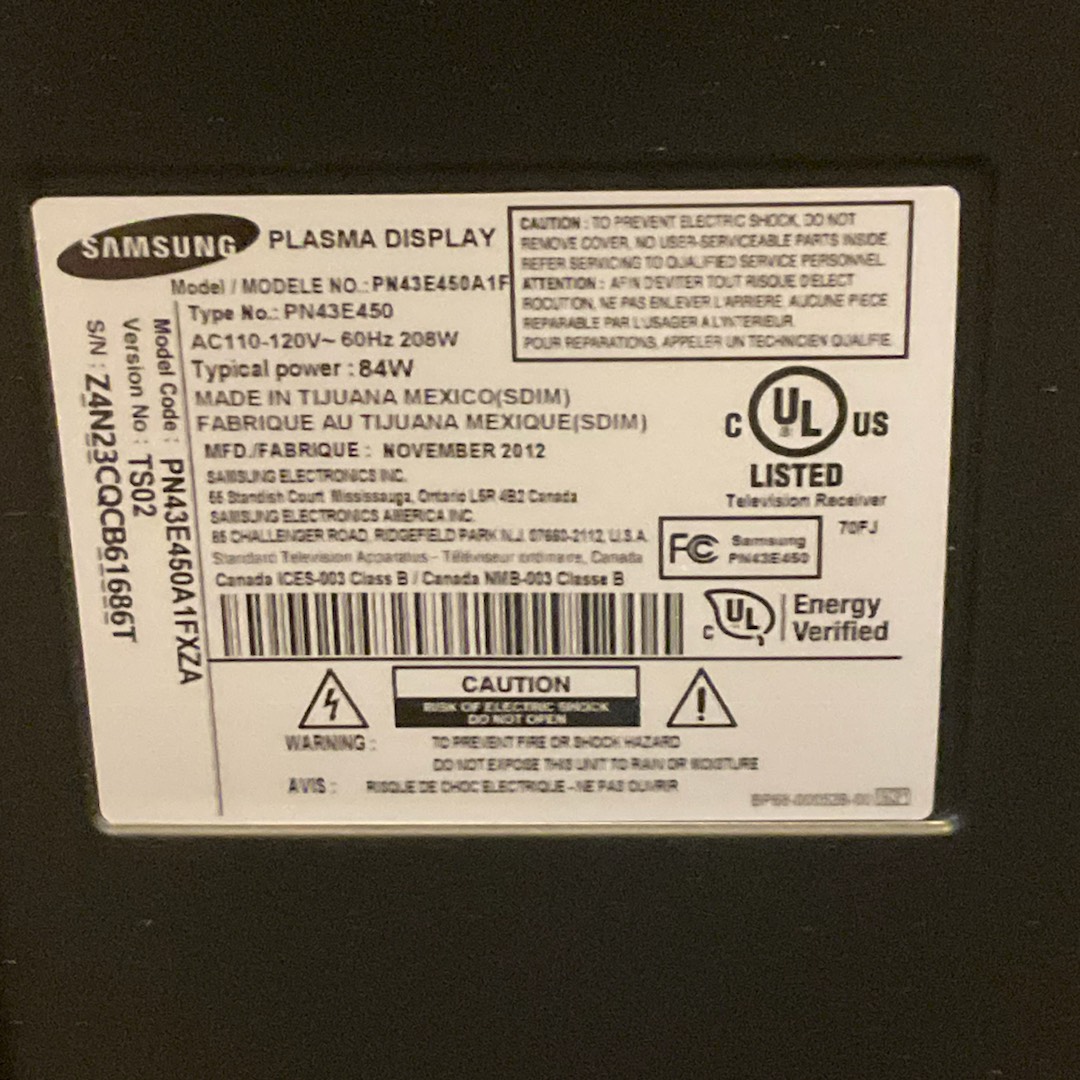 SAMSUNG PLASMA DISPLAY
Model / MODELE NO.: PN43E450A1F
Type No.: PN43E450
AC110-120V~ 60Hz 208W
Typical power : 84W
MADE IN TIJUANA MEXICO(SDIM)
FABRIQUE AU TIJUANA MEXIQUE(SDIM)
MFD./FABRIQUE : NOVEMBER 2012
SAMSUNG ELECTRONICS INC.
55 Standish Court Mississauga, Ontario L5R 4B2 Canada
SAMSUNG ELECTRONICS AMERICA INC.
85 CHALLENGER ROAD, RIDGEFIELD PARK N.J. 07660-2112, U.S.A.
Standard Television Apparatus - Téléviseur ordinaire, Canada
Canada ICES-003 Class B / Canada NMB-003 Classe B
CAUTION : TO PREVENT ELECTRIC SHOCK, DO NOT
REMOVE COVER, NO USER-SERVICEABLE PARTS INSIDE,
REFER SERVICING TO QUALIFIED SERVICE PERSONNEL.
ATTENTION : AFIN D'EVITER TOUT RISQUE D'ELECT
ROCUTION, NE PAS ENLEVER L'ARRIERE, AUCUNE PIECE
REPARABLE PAR L'USAGER A L'INTERIEUR.
POUR REPARATIONS, APPELER UN TECHNICIEN QUALIFIE.
C UL US
LISTED
Television Receiver
70FJ
FC Samsung
PN43E450
C UL Energy
Verified
Model Code : PN43E450A1FXZA
Version No : TS02
S/N : Z4N23CQCB61686T
CAUTION
RISK OF ELECTRIC SHOCK
DO NOT OPEN
WARNING : TO PREVENT FIRE OR SHOCK HAZARD
DO NOT EXPOSE THIS UNIT TO RAIN OR MOISTURE
AVIS : RISQUE DE CHOC ELECTRIQUE - NE PAS OUVRIR